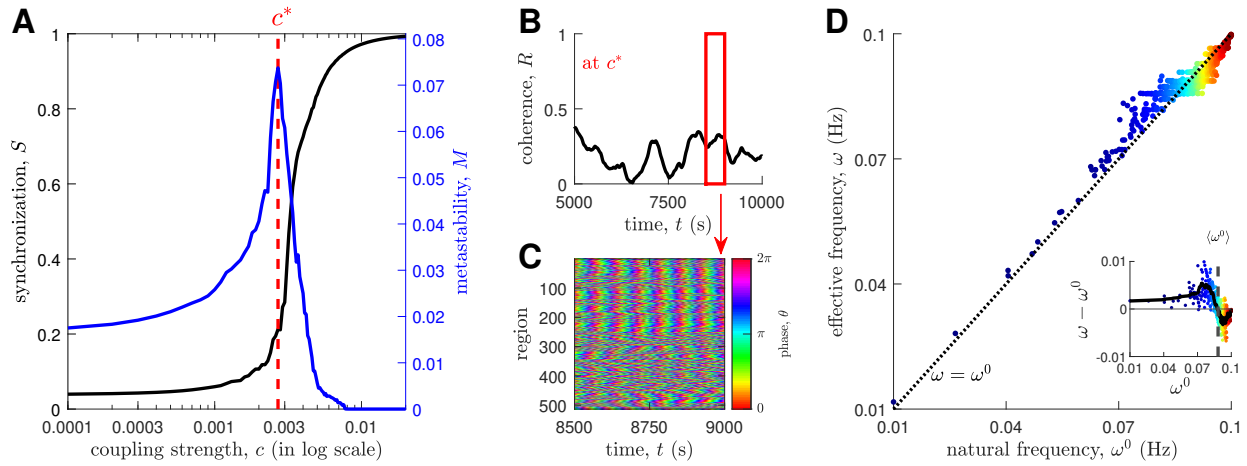 A
c*
synchronization, S
1
0.8
0.6
0.4
0.2
0
0.08
0.07
0.06
0.05
0.04
0.03
0.02
0.01
0
metastability, M
0.0001
0.0003
0.001
0.003
0.01
coupling strength, c (in log scale)
B
coherence, R
1
0.5
0
at c*
5000
7500
10000
time, t (s)
C
region
100
200
300
400
500
8500
8750
9000
time, t (s)
2π
π
0
phase, θ
D
effective frequency, ω (Hz)
0.1
0.07
0.04
0.01
ω = ω⁰
0.01
0.04
0.07
0.1
natural frequency, ω⁰ (Hz)
⟨ω⁰⟩
ω − ω⁰
0.01
0
-0.01
0.01
0.04
0.07
0.1
ω⁰